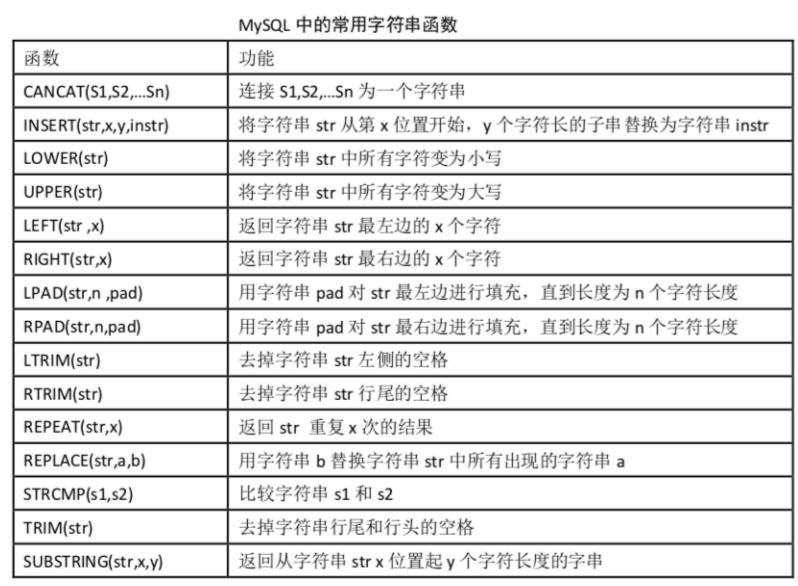 MySQL 中的常用字符串函数
函数 功能
CANCAT(S1,S2,...Sn) 连接 S1,S2,...Sn 为一个字符串
INSERT(str,x,y,instr) 将字符串 str 从第 x 位置开始，y 个字符长的子串替换为字符串 instr
LOWER(str) 将字符串 str 中所有字符变为小写
UPPER(str) 将字符串 str 中所有字符变为大写
LEFT(str ,x) 返回字符串 str 最左边的 x 个字符
RIGHT(str,x) 返回字符串 str 最右边的 x 个字符
LPAD(str,n ,pad) 用字符串 pad 对 str 最左边进行填充，直到长度为 n 个字符长度
RPAD(str,n,pad) 用字符串 pad 对 str 最右边进行填充，直到长度为 n 个字符长度
LTRIM(str) 去掉字符串 str 左侧的空格
RTRIM(str) 去掉字符串 str 行尾的空格
REPEAT(str,x) 返回 str 重复 x 次的结果
REPLACE(str,a,b) 用字符串 b 替换字符串 str 中所有出现的字符串 a
STRCMP(s1,s2) 比较字符串 s1 和 s2
TRIM(str) 去掉字符串行尾和行头的空格
SUBSTRING(str,x,y) 返回从字符串 str x 位置起 y 个字符长度的字串